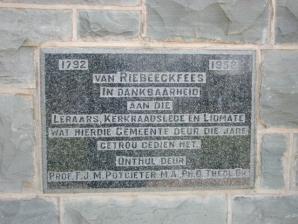 1792 1952
VAN RIEBEECKFEES
IN DANKBAARHEID
AAN DIE
LERAARS, KERKRAADSLEDE EN LIDMATE
WAT HIERDIE GEMEENTE DEUR DIE JARE
GETROU GEDIEN HET.
ONTHUL DEUR
PROF. F.J.M. POTGIETER M.A. PH.D. THEOL. DR.